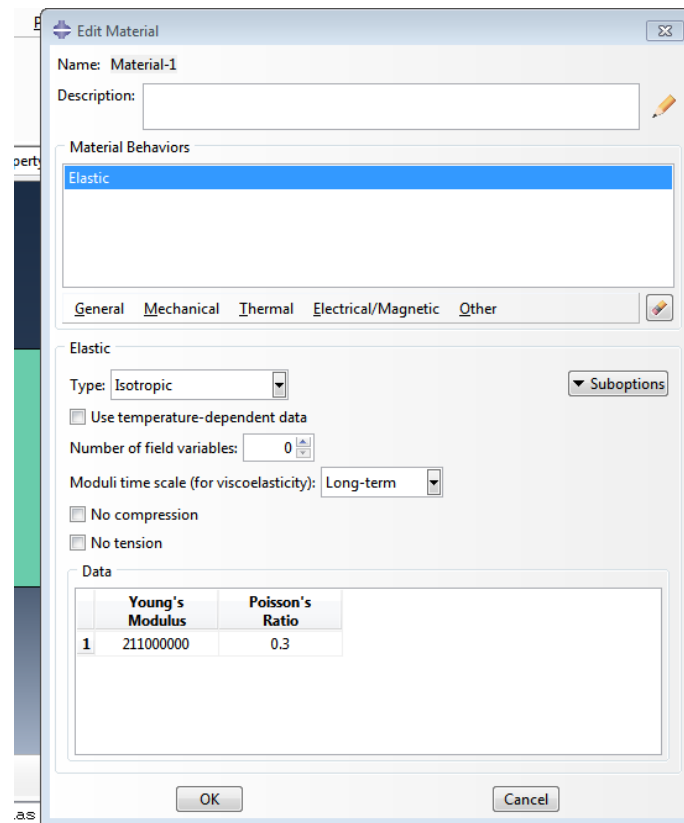 Edit Material
Name: Material-1
Description:
Material Behaviors
Elastic
General Mechanical Thermal Electrical/Magnetic Other
Elastic
Type: Isotropic Suboptions
Use temperature-dependent data
Number of field variables: 0
Moduli time scale (for viscoelasticity): Long-term
No compression
No tension
Data
Young's Poisson's
Modulus Ratio
1 211000000 0.3
OK Cancel